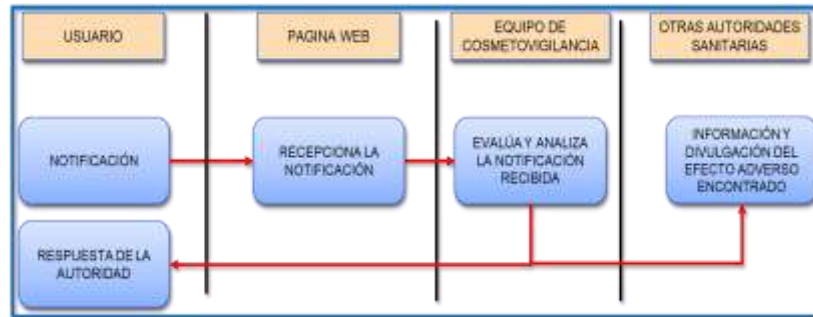 USUARIO
PAGINA WEB
EQUIPO DE
COSMETOVIGILANCIA
OTRAS AUTORIDADES
SANITARIAS
NOTIFICACIÓN
RECEPCIONA LA
NOTIFICACIÓN
EVALÚA Y ANALIZA
LA NOTIFICACIÓN
RECIBIDA
INFORMACIÓN Y
DIVULGACIÓN DEL
EFECTO ADVERSO
ENCONTRADO
RESPUESTA DE LA
AUTORIDAD